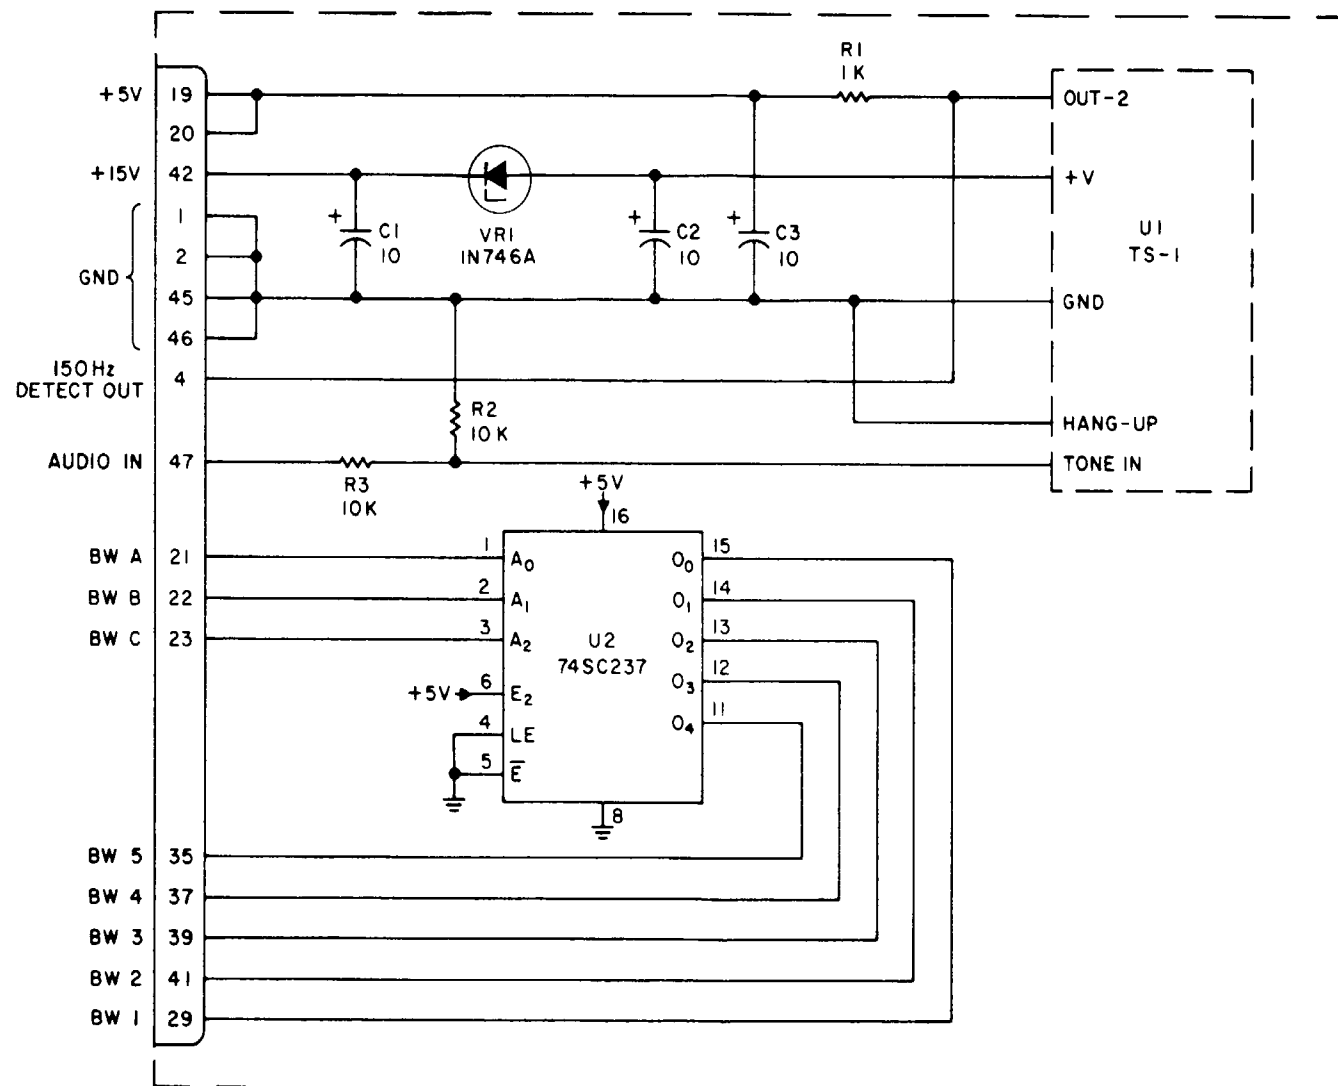 R1
1K
+5V 19
20
OUT-2
+15V 42
+V
VR1
1N746A
+ C1
10
+ C2
10
+ C3
10
U1
TS-1
GND
1
2
45
46
GND
150Hz
DETECT OUT 4
R2
10K
HANG-UP
AUDIO IN 47
TONE IN
R3
10K
+5V
16
BW A 21
BW B 22
BW C 23
1 A0
2 A1
3 A2
+5V 6 E2
4 LE
5 E̅
U2
74SC237
O0 15
O1 14
O2 13
O3 12
O4 11
8
BW 5 35
BW 4 37
BW 3 39
BW 2 41
BW 1 29